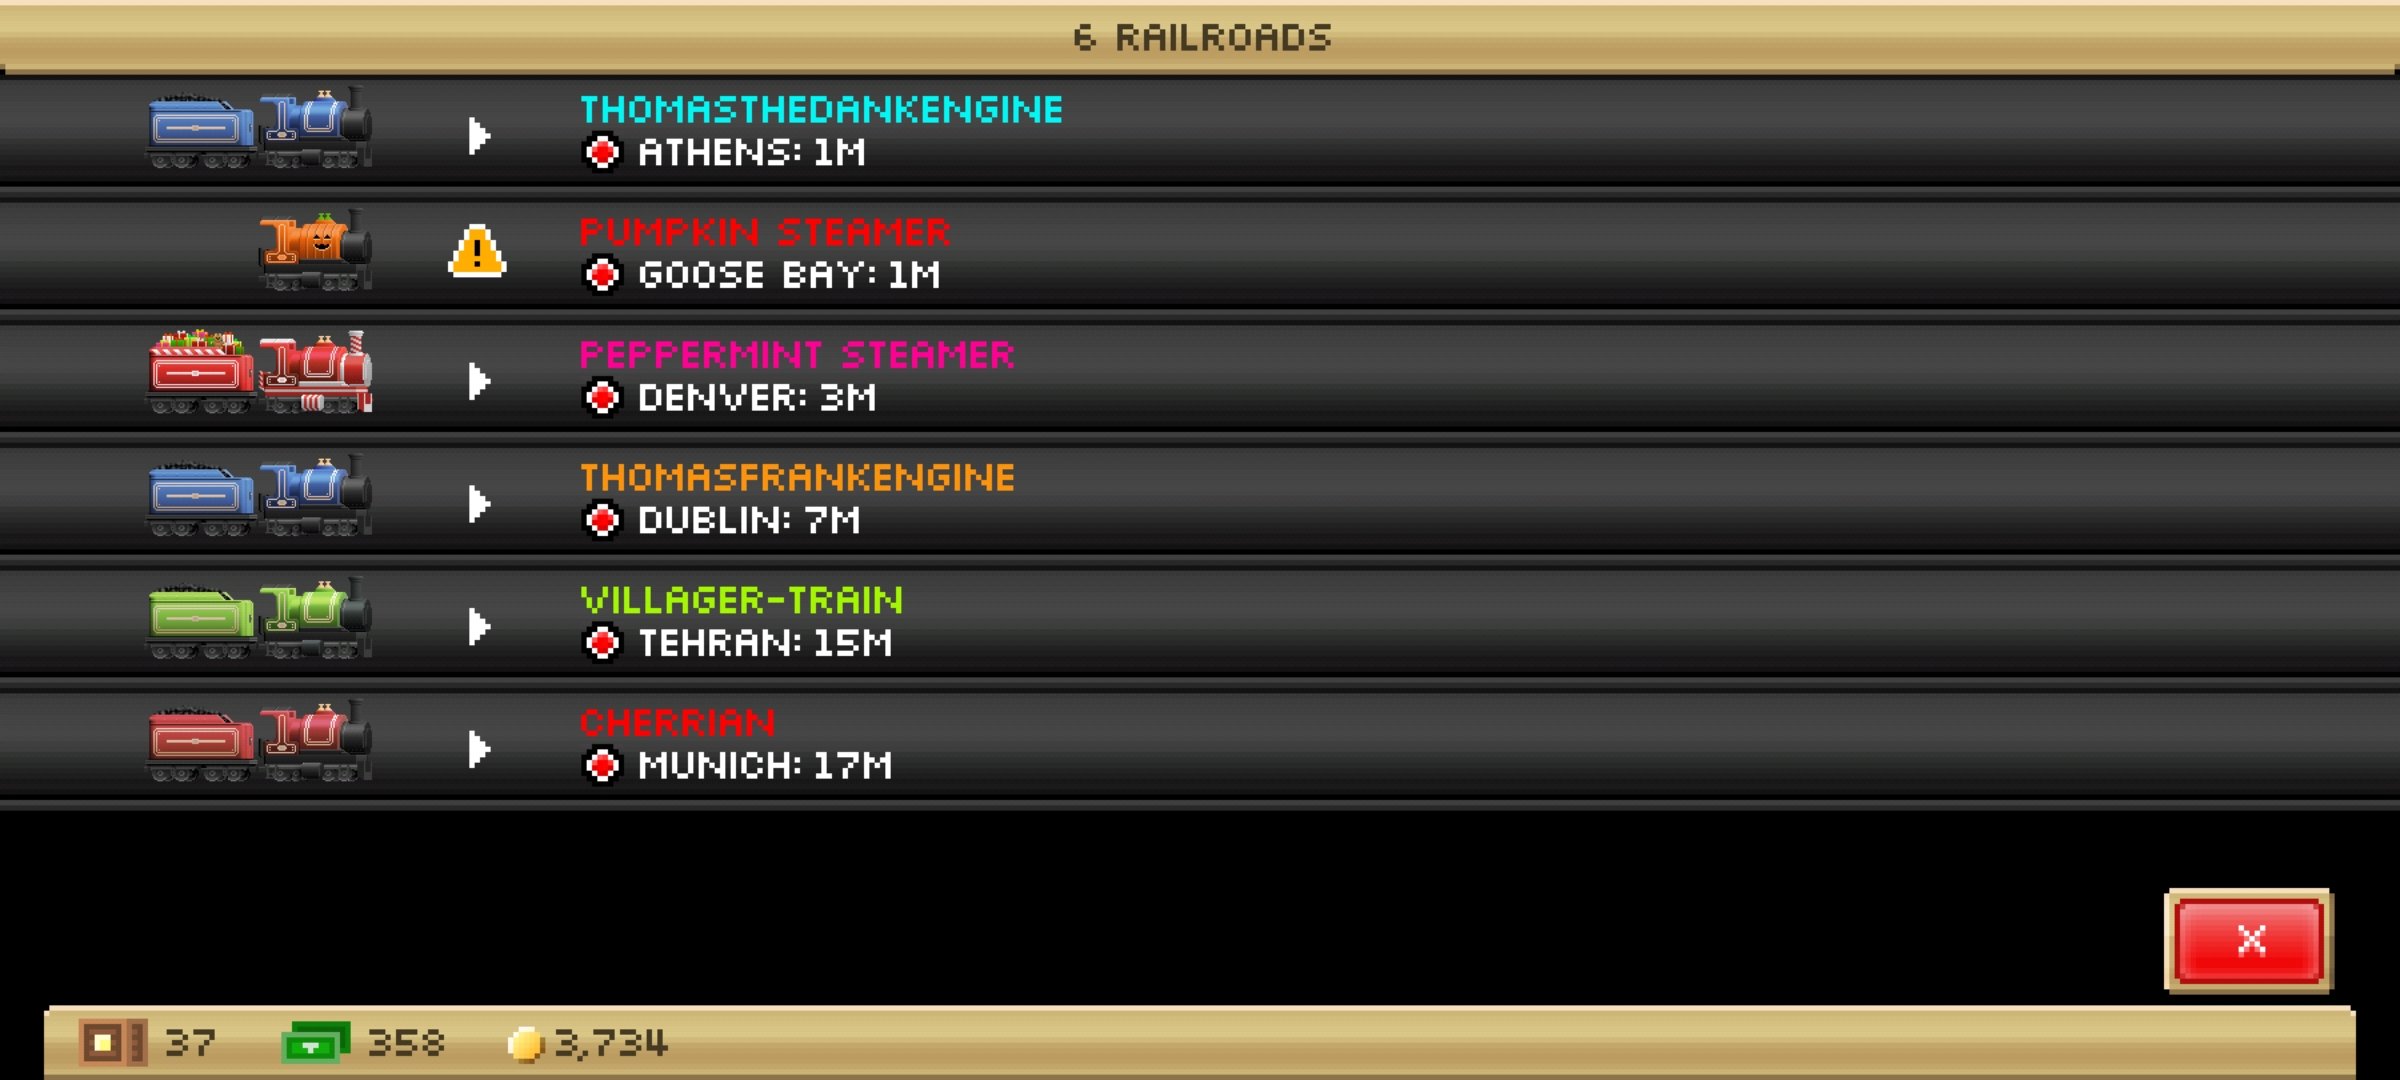 6 RAILROADS
THOMASTHEDANKENGINE
ATHENS: 1M
PUMPKIN STEAMER
GOOSE BAY: 1M
PEPPERMINT STEAMER
DENVER: 3M
THOMASFRANKENGINE
DUBLIN: 7M
VILLAGER-TRAIN
TEHRAN: 15M
CHERRIAN
MUNICH: 17M
X
37 358 3,734